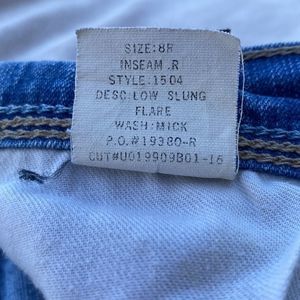 SIZE:8R
INSEAM .R
STYLE:1504
DESC:LOW SLUNG
FLARE
WASH:MICK
P.O.#19380-R
CUT#U019909B01-16